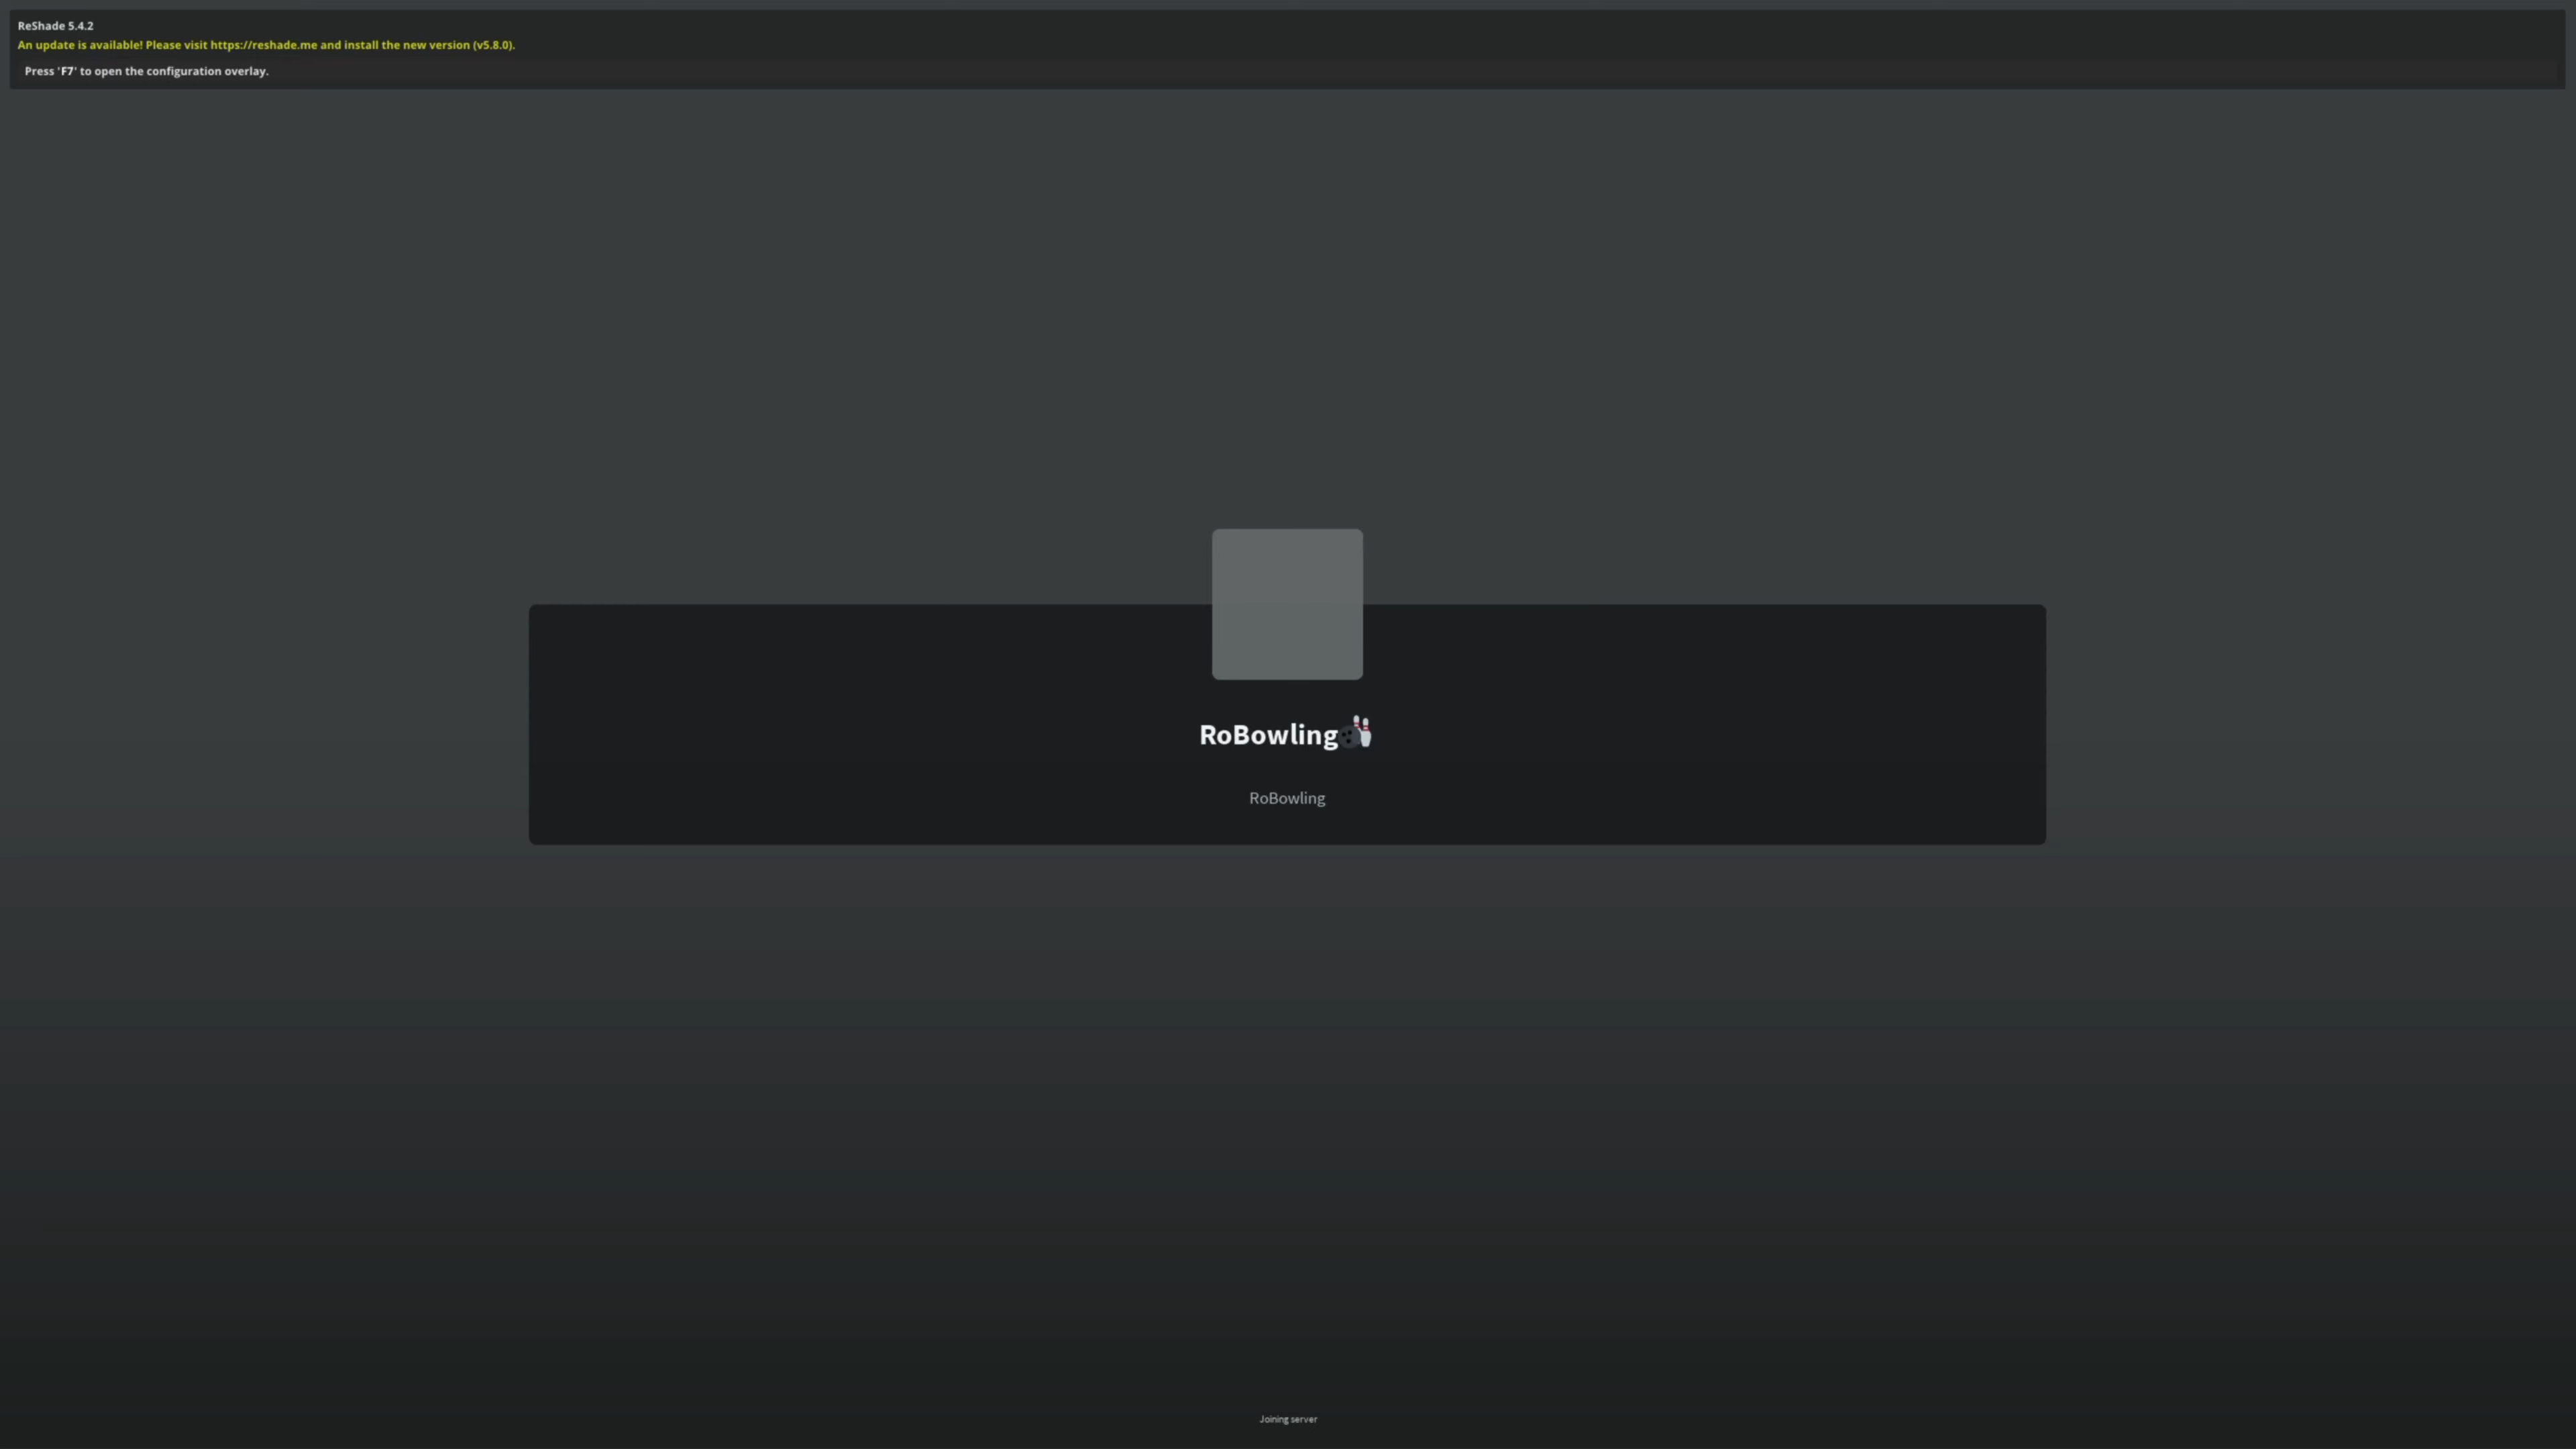 ReShade 5.4.2
An update is available! Please visit https://reshade.me and install the new version (v5.8.0).
Press 'F7' to open the configuration overlay.
RoBowling🎳
RoBowling
Joining server